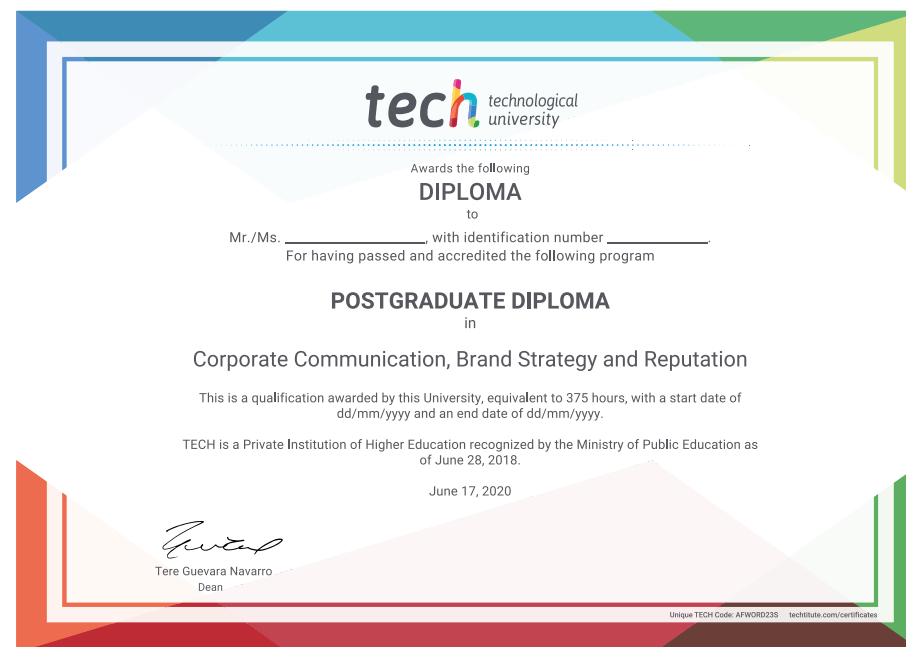 tech technological
university
Awards the following
DIPLOMA
to
Mr./Ms. ____________________, with identification number ______________.
For having passed and accredited the following program
POSTGRADUATE DIPLOMA
in
Corporate Communication, Brand Strategy and Reputation
This is a qualification awarded by this University, equivalent to 375 hours, with a start date of
dd/mm/yyyy and an end date of dd/mm/yyyy.
TECH is a Private Institution of Higher Education recognized by the Ministry of Public Education as
of June 28, 2018.
June 17, 2020
Tere Guevara Navarro
Dean
Unique TECH Code: AFWORD23S techtitute.com/certificates